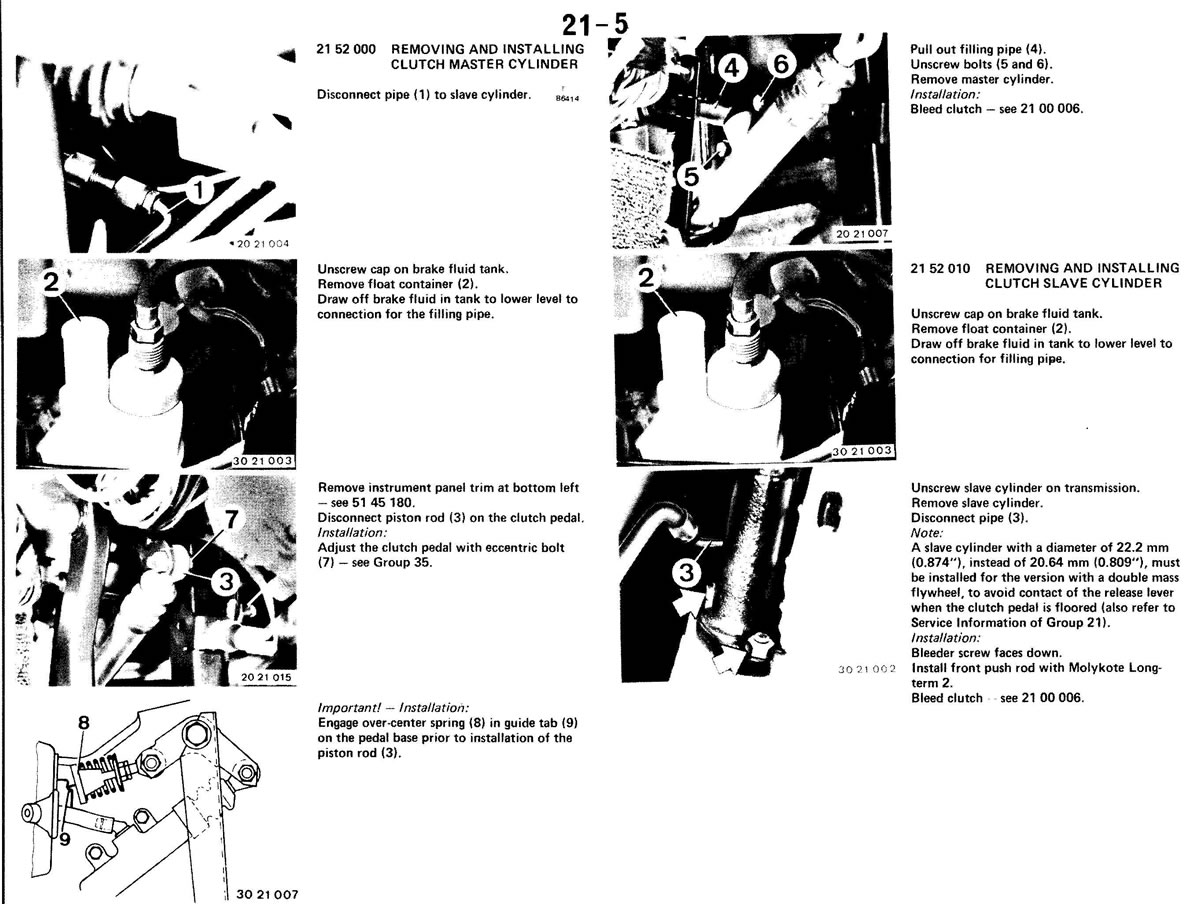 21-5
21 52 000 REMOVING AND INSTALLING
CLUTCH MASTER CYLINDER
Disconnect pipe (1) to slave cylinder.
B6414
1
20 21 004
Unscrew cap on brake fluid tank.
Remove float container (2).
Draw off brake fluid in tank to lower level to
connection for the filling pipe.
2
30 21 003
Remove instrument panel trim at bottom left
— see 51 45 180.
Disconnect piston rod (3) on the clutch pedal.
Installation:
Adjust the clutch pedal with eccentric bolt
(7) — see Group 35.
7
3
20 21 015
Important! — Installation:
Engage over-center spring (8) in guide tab (9)
on the pedal base prior to installation of the
piston rod (3).
8
9
30 21 007
Pull out filling pipe (4).
Unscrew bolts (5 and 6).
Remove master cylinder.
Installation:
Bleed clutch — see 21 00 006.
4
6
5
20 21 007
21 52 010 REMOVING AND INSTALLING
CLUTCH SLAVE CYLINDER
Unscrew cap on brake fluid tank.
Remove float container (2).
Draw off brake fluid in tank to lower level to
connection for filling pipe.
2
30 21 003
Unscrew slave cylinder on transmission.
Remove slave cylinder.
Disconnect pipe (3).
Note:
A slave cylinder with a diameter of 22.2 mm
(0.874"), instead of 20.64 mm (0.809"), must
be installed for the version with a double mass
flywheel, to avoid contact of the release lever
when the clutch pedal is floored (also refer to
Service Information of Group 21).
Installation:
Bleeder screw faces down.
Install front push rod with Molykote Long-
term 2.
Bleed clutch - - see 21 00 006.
3
30 21 002